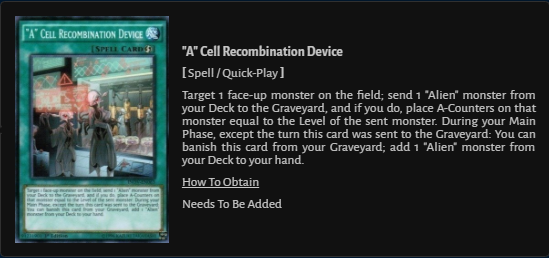 "A" Cell Recombination Device
[Spell Card
"A" Cell Recombination Device
[ Spell / Quick-Play ]
Target 1 face-up monster on the field; send 1 "Alien" monster from
your Deck to the Graveyard, and if you do, place A-Counters on that
monster equal to the Level of the sent monster. During your Main
Phase, except the turn this card was sent to the Graveyard: You can
banish this card from your Graveyard; add 1 "Alien" monster from
your Deck to your hand.
How To Obtain
Needs To Be Added